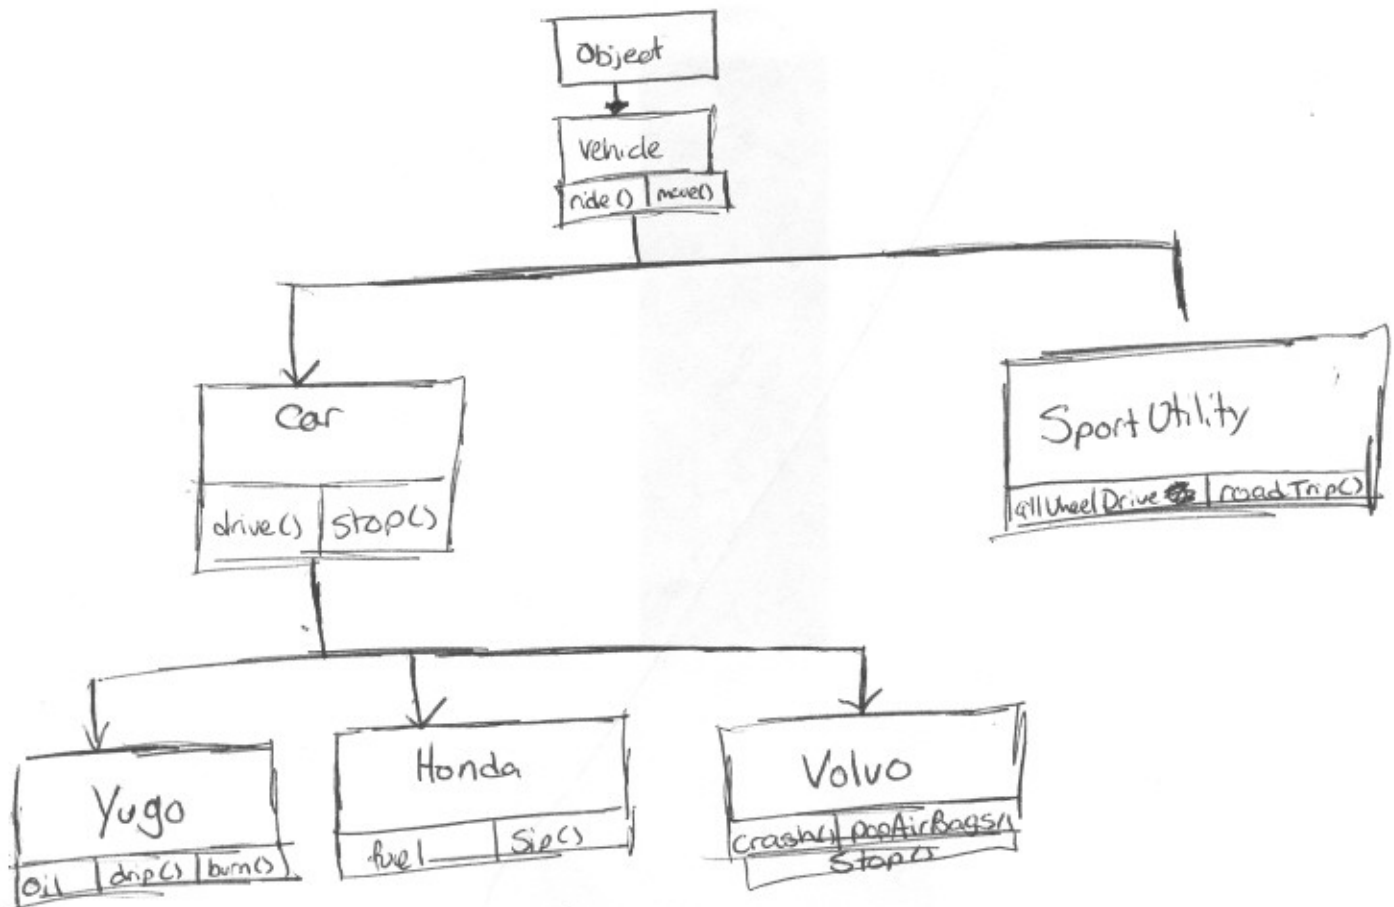 Object
Vehicle
ride() move()
Car
drive() stop()
Sport Utility
allWheelDrive roadTrip()
Yugo
Oil drip() burn()
Honda
fuel Sip()
Volvo
crash() popAirBags()
Stop()